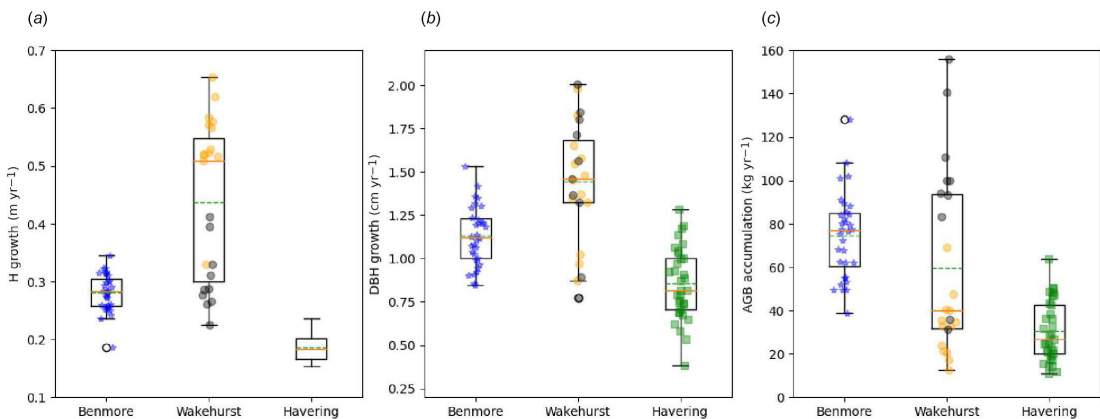 (a)
(b)
(c)
H growth (m yr−1)
0.7
0.6
0.5
0.4
0.3
0.2
0.1
Benmore Wakehurst Havering
DBH growth (cm yr−1)
2.00
1.75
1.50
1.25
1.00
0.75
0.50
0.25
Benmore Wakehurst Havering
AGB accumulation (kg yr−1)
160
140
120
100
80
60
40
20
0
Benmore Wakehurst Havering